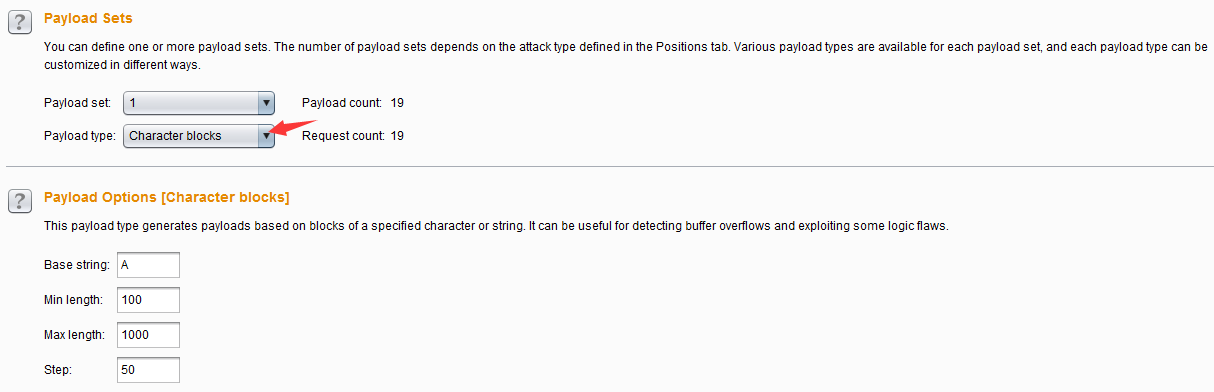 ?
Payload Sets
You can define one or more payload sets. The number of payload sets depends on the attack type defined in the Positions tab. Various payload types are available for each payload set, and each payload type can be
customized in different ways.
Payload set: 1 Payload count: 19
Payload type: Character blocks Request count: 19
?
Payload Options [Character blocks]
This payload type generates payloads based on blocks of a specified character or string. It can be useful for detecting buffer overflows and exploiting some logic flaws.
Base string: A
Min length: 100
Max length: 1000
Step: 50